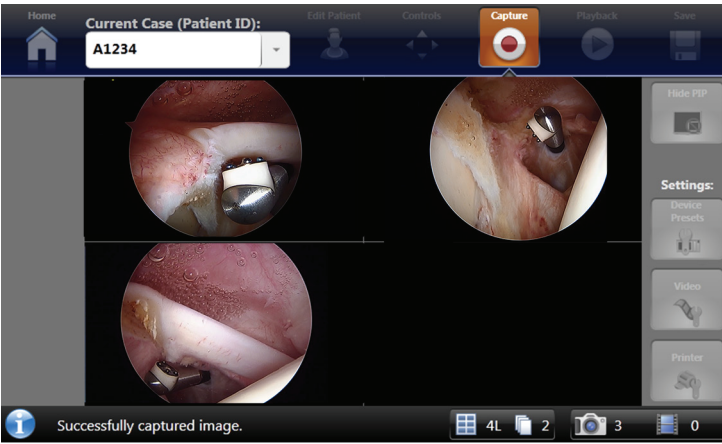 Home
Current Case (Patient ID):
Edit Patient
Controls
Capture
Playback
Save
A1234
Hide PIP
Settings:
Device
Presets
Video
Printer
Successfully captured image.
4L
2
3
0